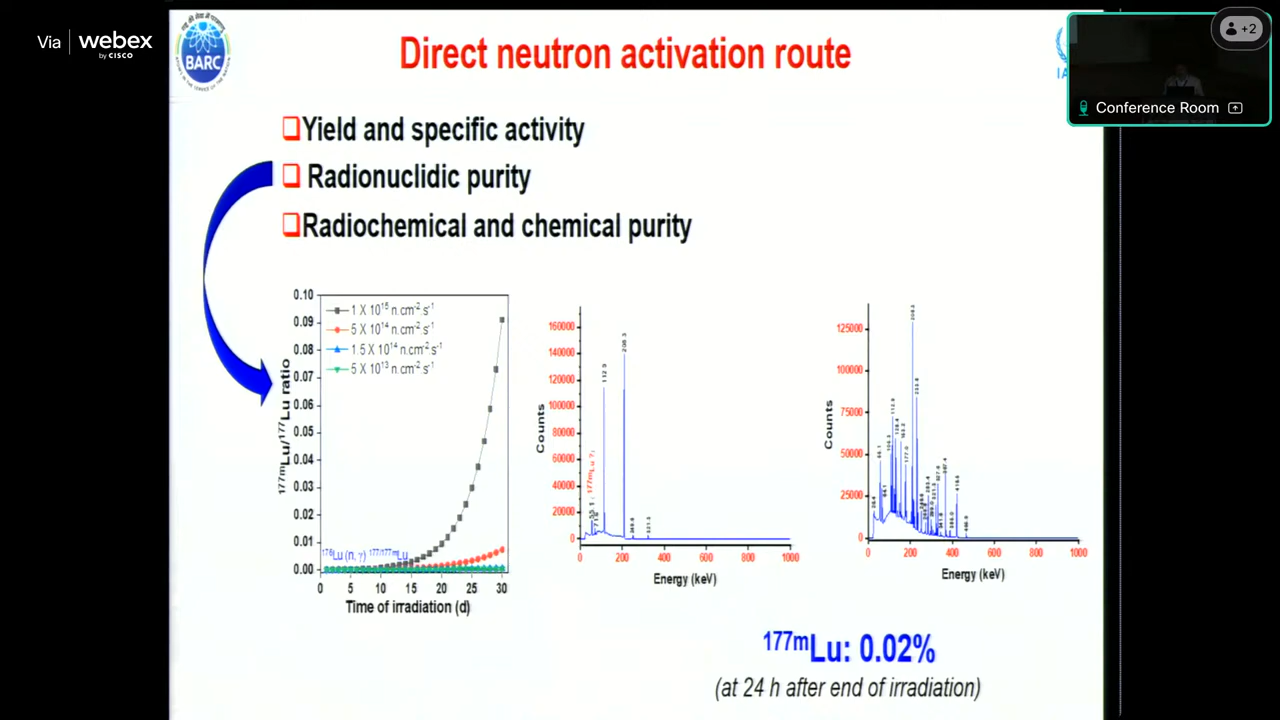 Via webex
by CISCO
BARC
Direct neutron activation route
+2
Conference Room
Yield and specific activity
Radionuclidic purity
Radiochemical and chemical purity
1 X 10¹⁵ n.cm⁻².s⁻¹
5 X 10¹⁴ n.cm⁻².s⁻¹
1.5 X 10¹⁴ n.cm⁻².s⁻¹
5 X 10¹³ n.cm⁻².s⁻¹
¹⁷⁷ᵐLu/¹⁷⁷Lu ratio
0.10
0.09
0.08
0.07
0.06
0.05
0.04
0.03
0.02
0.01
0.00
¹⁷⁶Lu (n, γ) ¹⁷⁷/¹⁷⁷ᵐLu
0 5 10 15 20 25 30
Time of irradiation (d)
Counts
160000
140000
120000
100000
80000
60000
40000
20000
0
112.9
208.3
¹⁷⁷ᵐLu
321.3
0 200 400 600 800 1000
Energy (keV)
Counts
125000
100000
75000
50000
25000
0
112.9
177.0
0 200 400 600 800 1000
Energy (keV)
¹⁷⁷ᵐLu: 0.02%
(at 24 h after end of irradiation)